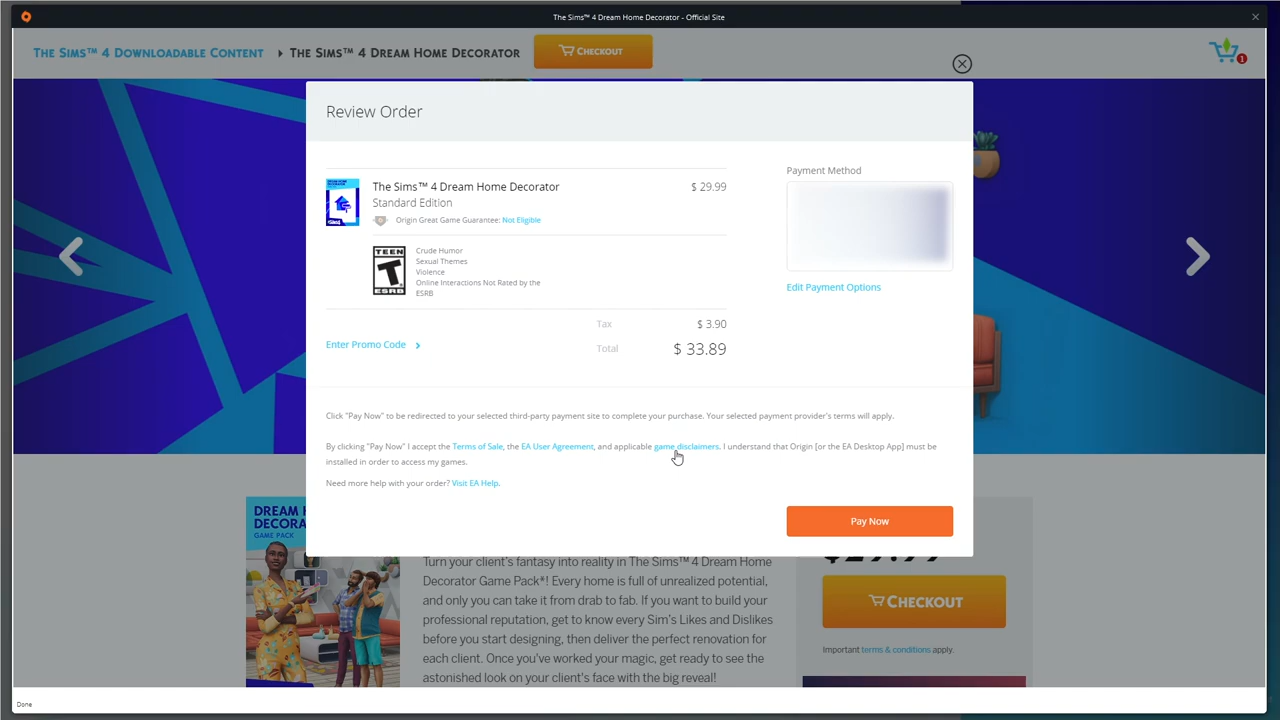 The Sims™ 4 Dream Home Decorator - Official Site
The Sims™ 4 Downloadable Content
The Sims™ 4 Dream Home Decorator
Checkout
1
Review Order
The Sims™ 4 Dream Home Decorator
$ 29.99
Standard Edition
Origin Great Game Guarantee: Not Eligible
TEEN
T
ESRB
Crude Humor
Sexual Themes
Violence
Online Interactions Not Rated by the
ESRB
Payment Method
Edit Payment Options
Tax $ 3.90
Enter Promo Code
Total $ 33.89
Click "Pay Now" to be redirected to your selected third-party payment site to complete your purchase. Your selected payment provider's terms will apply.
By clicking "Pay Now" I accept the Terms of Sale, the EA User Agreement, and applicable game disclaimers. I understand that Origin [or the EA Desktop App] must be
installed in order to access my games.
Need more help with your order? Visit EA Help.
Pay Now
DREAM H
DECORA
GAME PACK
Turn your client's fantasy into reality in The Sims™ 4 Dream Home
Decorator Game Pack*! Every home is full of unrealized potential,
and only you can take it from drab to fab. If you want to build your
professional reputation, get to know every Sim's Likes and Dislikes
before you start designing, then deliver the perfect renovation for
each client. Once you've worked your magic, get ready to see the
astonished look on your client's face with the big reveal!
Checkout
Important terms & conditions apply.
Done